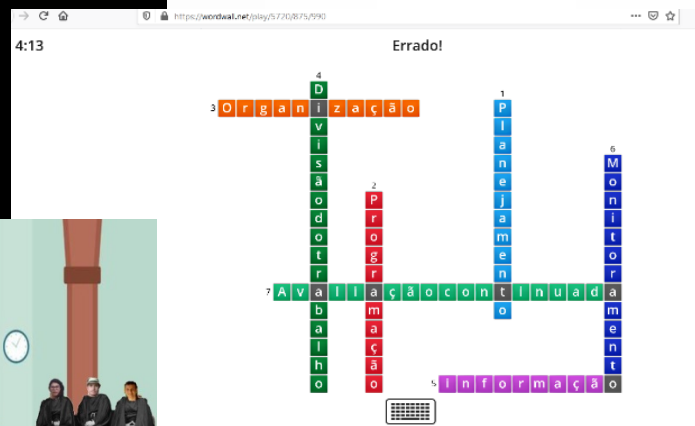 https://wordwall.net/play/5720/875/990
4:13
Errado!
4
Divisãodotrabalho
1
Planejamento
3 Organização
6
Monitoramento
2
Programação
7 Avaliaçãocontinuada
5 Informação